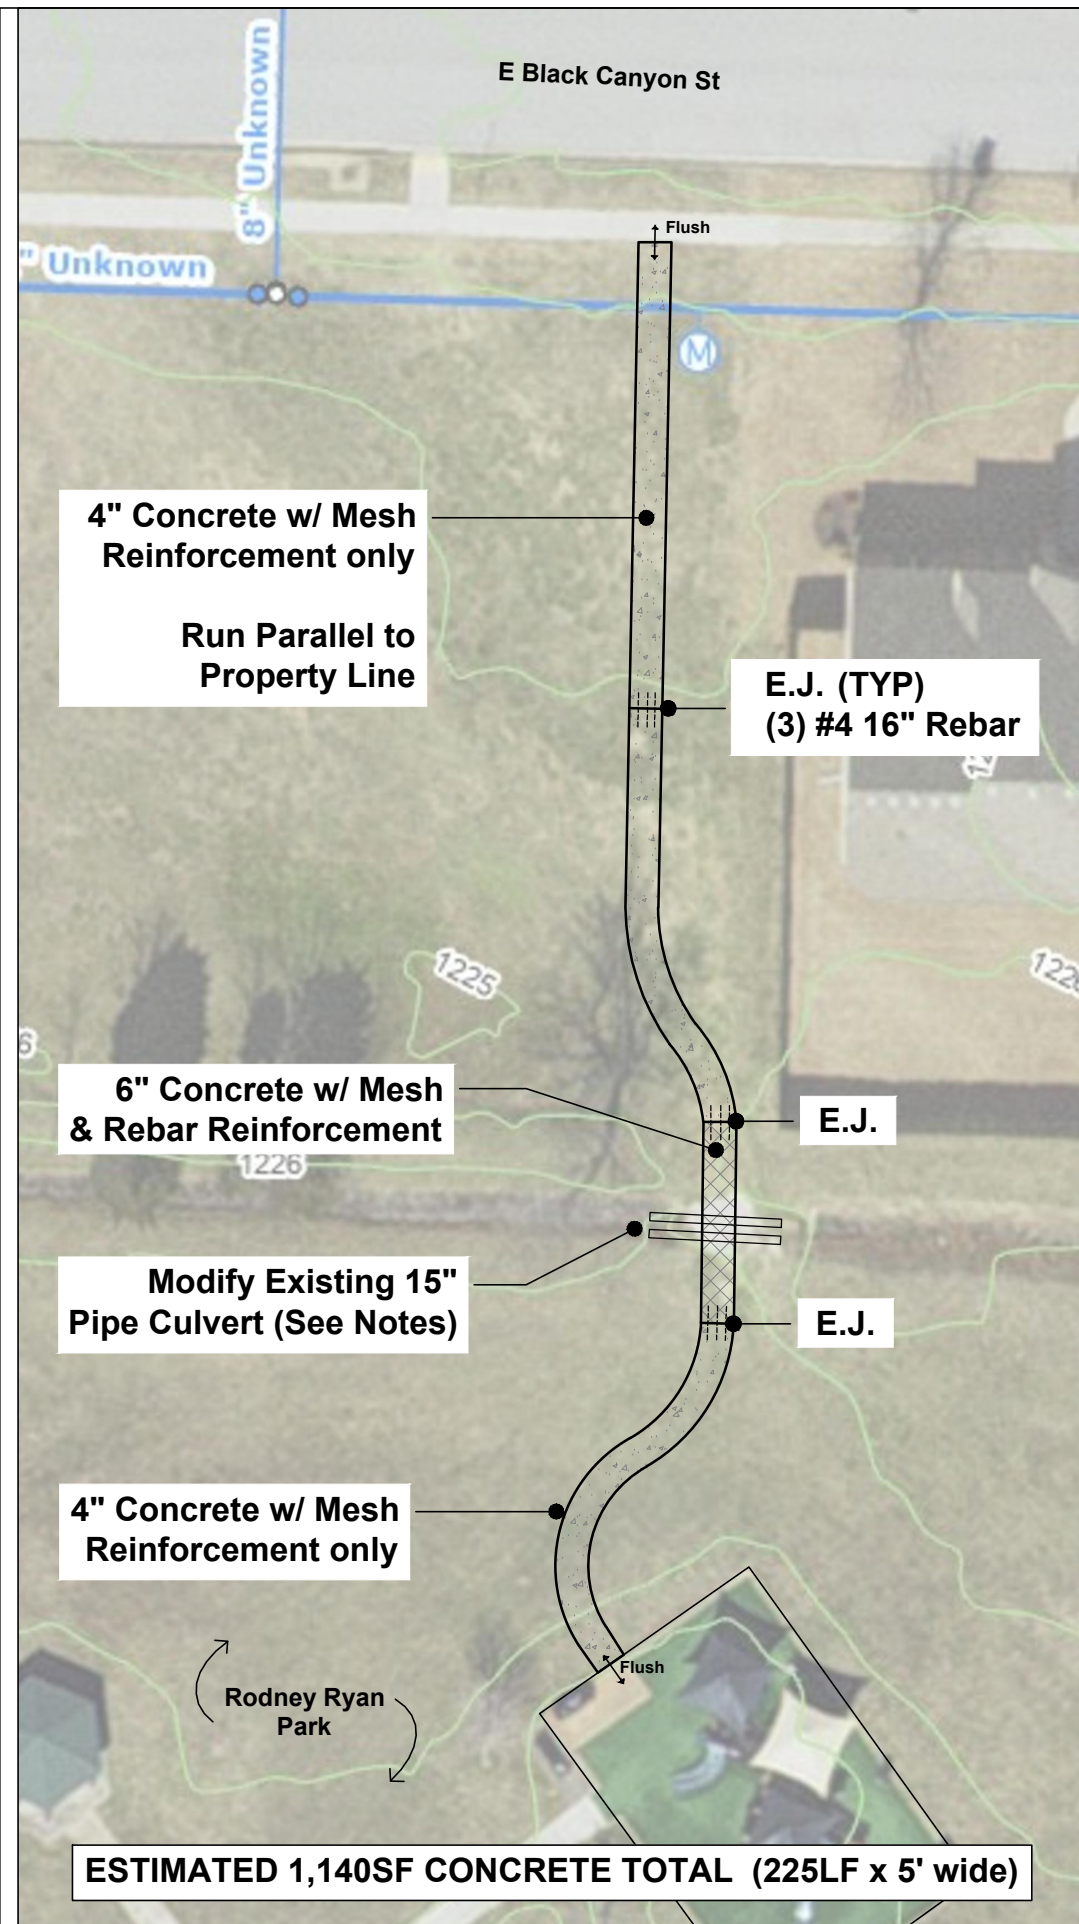 E Black Canyon St
8" Unknown
" Unknown
Flush
M
4" Concrete w/ Mesh
Reinforcement only
Run Parallel to
Property Line
E.J. (TYP)
(3) #4 16" Rebar
1225
6" Concrete w/ Mesh
& Rebar Reinforcement
E.J.
1226
Modify Existing 15"
Pipe Culvert (See Notes)
E.J.
4" Concrete w/ Mesh
Reinforcement only
Flush
Rodney Ryan
Park
ESTIMATED 1,140SF CONCRETE TOTAL (225LF x 5' wide)